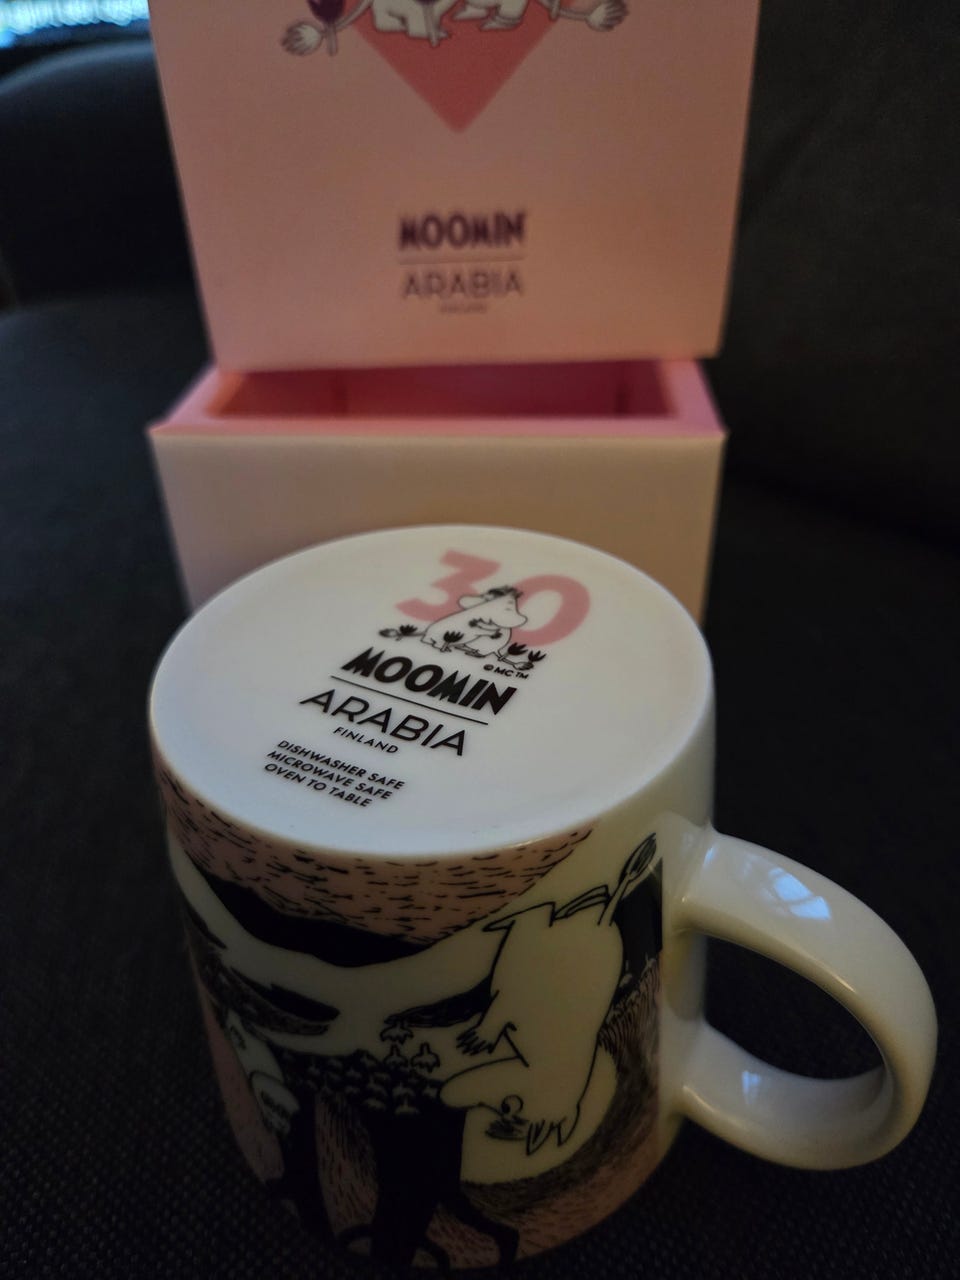 MOOMIN
ARABIA
30
©MC™
MOOMIN
ARABIA
FINLAND
DISHWASHER SAFE
MICROWAVE SAFE
OVEN TO TABLE